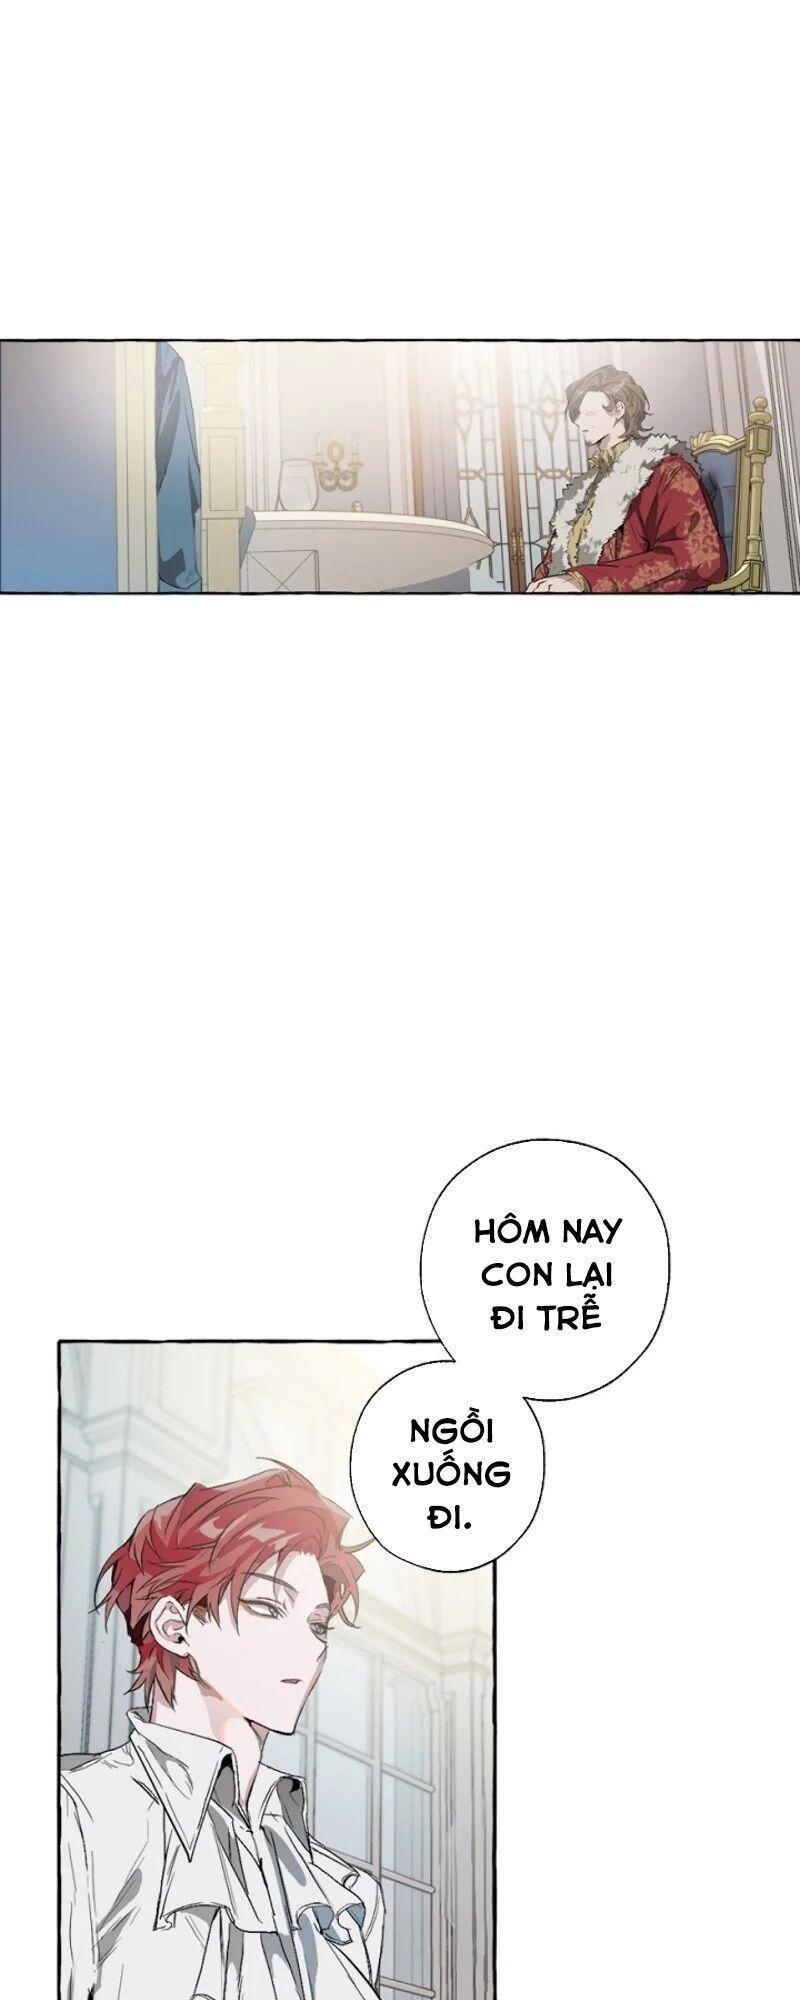 HÔM NAY
CON LẠI
ĐI TRỄ
NGỒI
XUỐNG
ĐI.